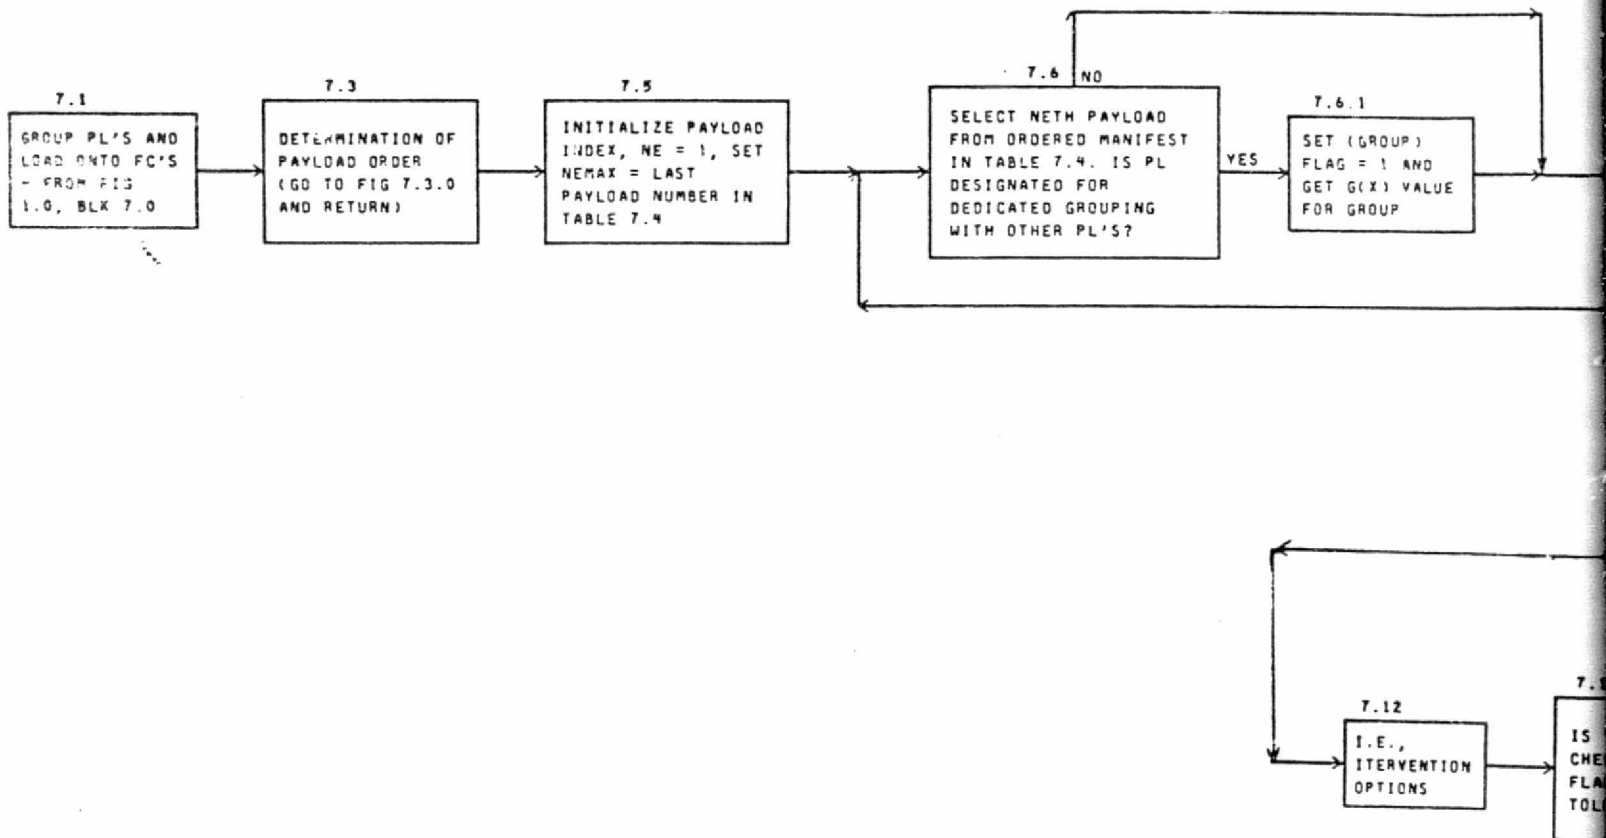 7.1
GROUP PL'S AND
LOAD ONTO FC'S
- FROM FIG
1.0, BLK 7.0
7.3
DETERMINATION OF
PAYLOAD ORDER
(GO TO FIG 7.3.0
AND RETURN)
7.5
INITIALIZE PAYLOAD
INDEX, NE = 1, SET
NEMAX = LAST
PAYLOAD NUMBER IN
TABLE 7.4
7.6
NO
SELECT NETH PAYLOAD
FROM ORDERED MANIFEST
IN TABLE 7.4. IS PL
DESIGNATED FOR
DEDICATED GROUPING
WITH OTHER PL'S?
YES
7.6.1
SET (GROUP)
FLAG = 1 AND
GET G(X) VALUE
FOR GROUP
7.12
I.E.,
ITERVENTION
OPTIONS
7.
IS
CHE
FLA
TOL